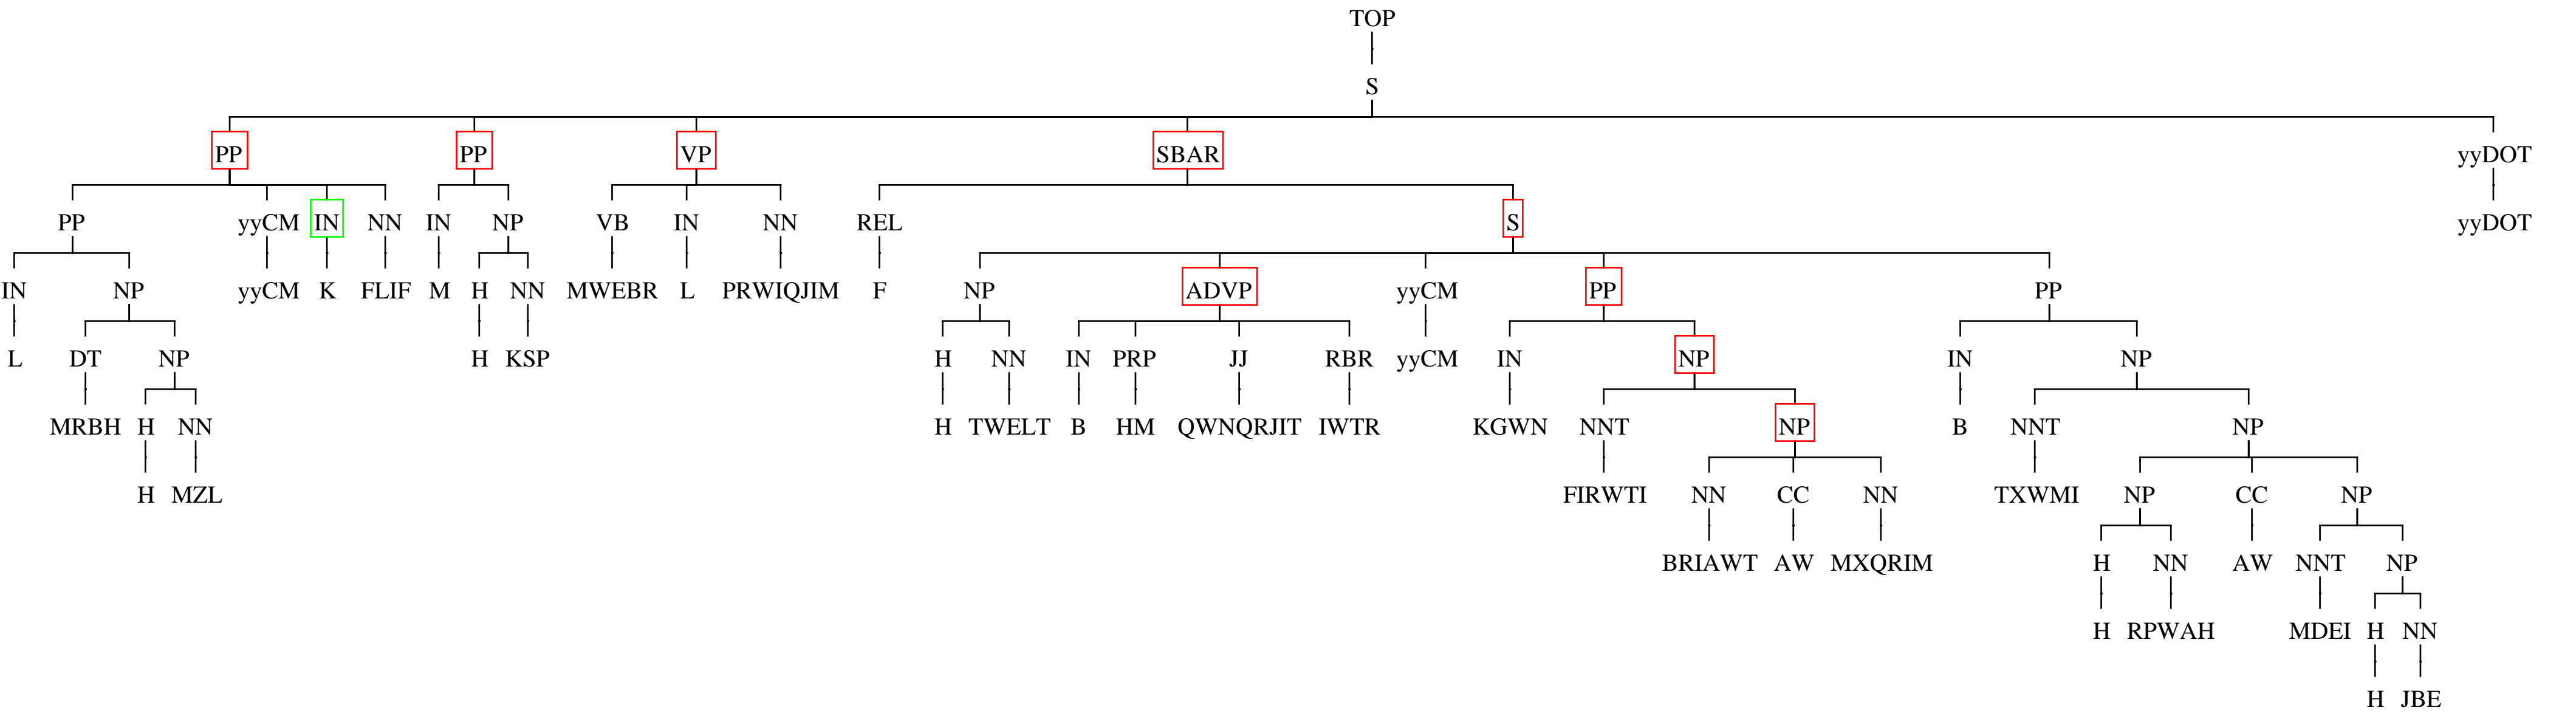 TOP
S
PP PP VP SBAR yyDOT
PP yyCM IN NN IN NP VB IN NN REL S yyDOT
IN NP yyCM K FLIF M H NN MWEBR L PRWIQJIM F NP ADVP yyCM PP PP
L DT NP H KSP H NN IN PRP JJ RBR yyCM IN NP IN NP
MRBH H NN H TWELT B HM QWNQRJIT IWTR KGWN NNT NP B NNT NP
H MZL FIRWTI NN CC NN TXWMI NP CC NP
BRIAWT AW MXQRIM H NN AW NNT NP
H RPWAH MDEI H NN
H JBE